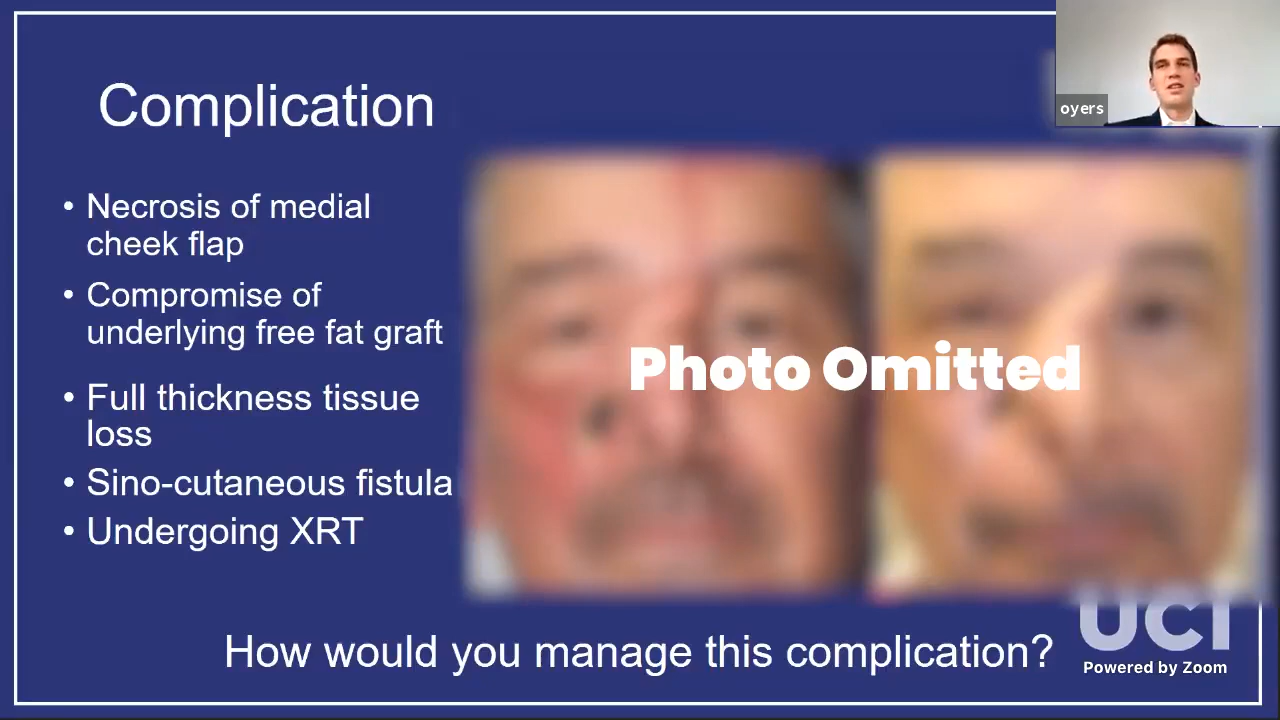 Complication
oyers
• Necrosis of medial
cheek flap
• Compromise of
underlying free fat graft
• Full thickness tissue
loss
• Sino-cutaneous fistula
• Undergoing XRT
Photo Omitted
How would you manage this complication?
UCI
Powered by Zoom